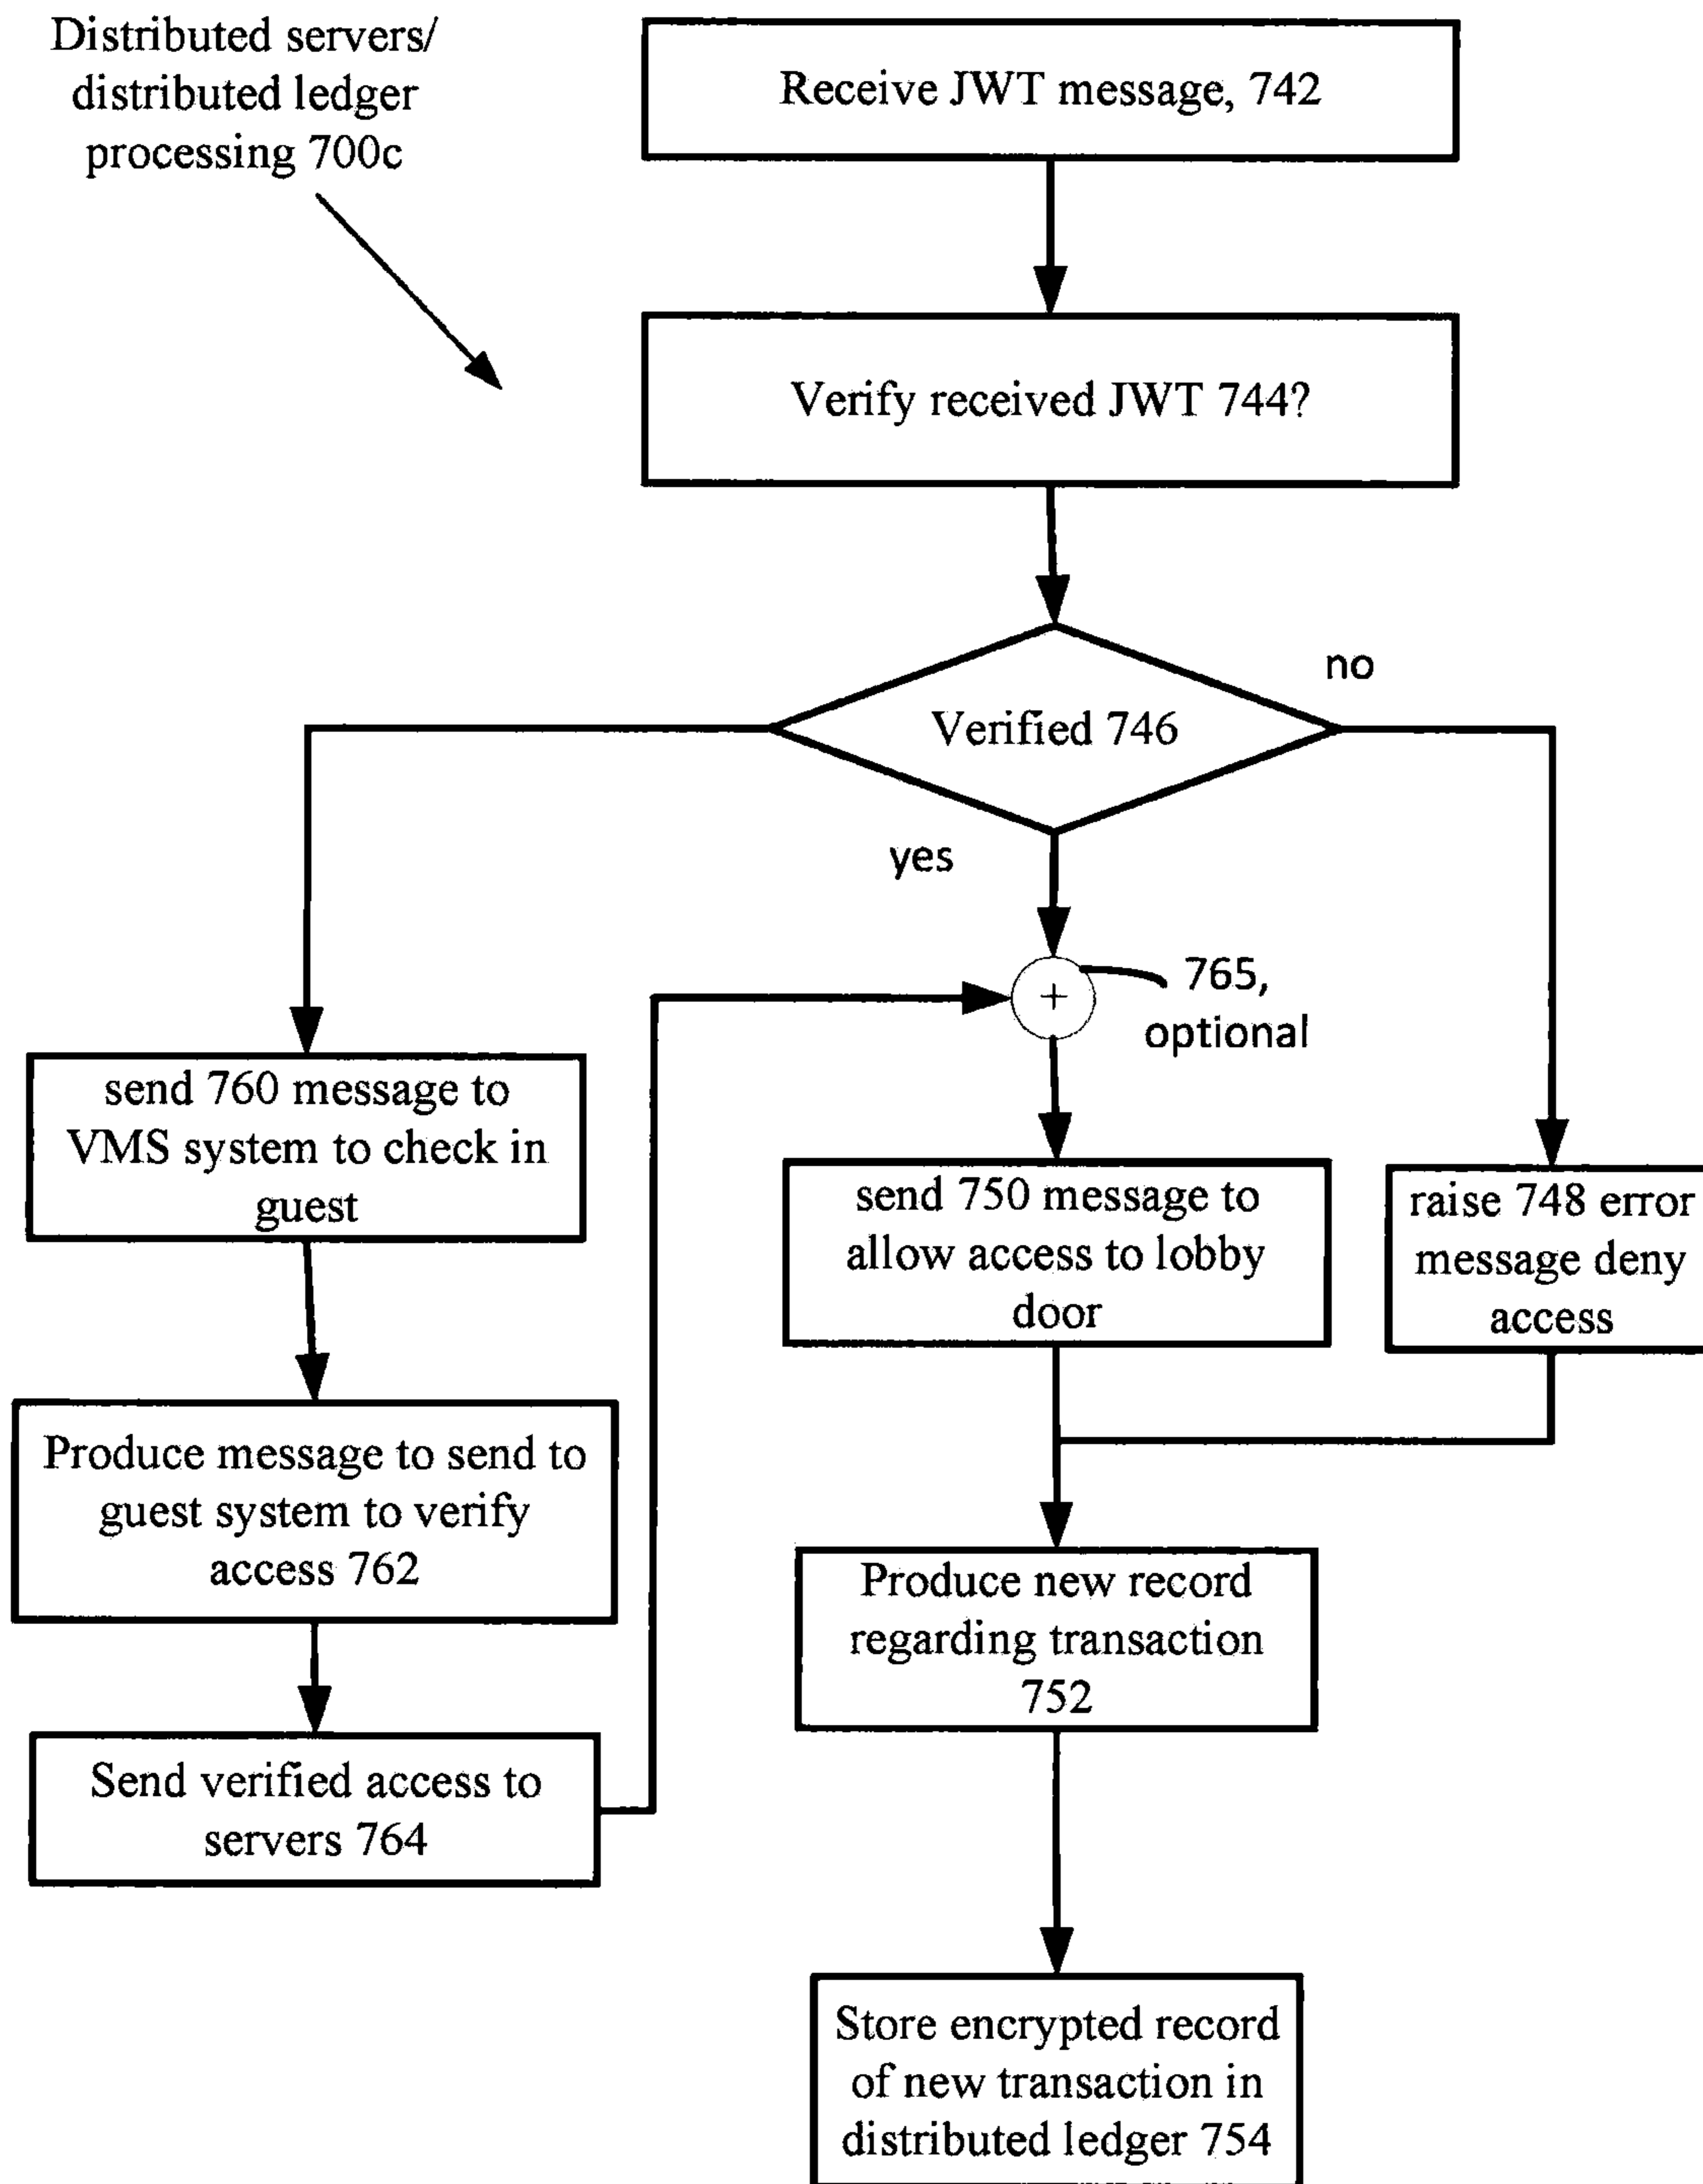 Distributed servers/
distributed ledger
processing 700c
Receive JWT message, 742
Verify received JWT 744?
Verified 746
no
yes
765,
optional
send 760 message to
VMS system to check in
guest
Produce message to send to
guest system to verify
access 762
Send verified access to
servers 764
send 750 message to
allow access to lobby
door
raise 748 error
message deny
access
Produce new record
regarding transaction
752
Store encrypted record
of new transaction in
distributed ledger 754
+